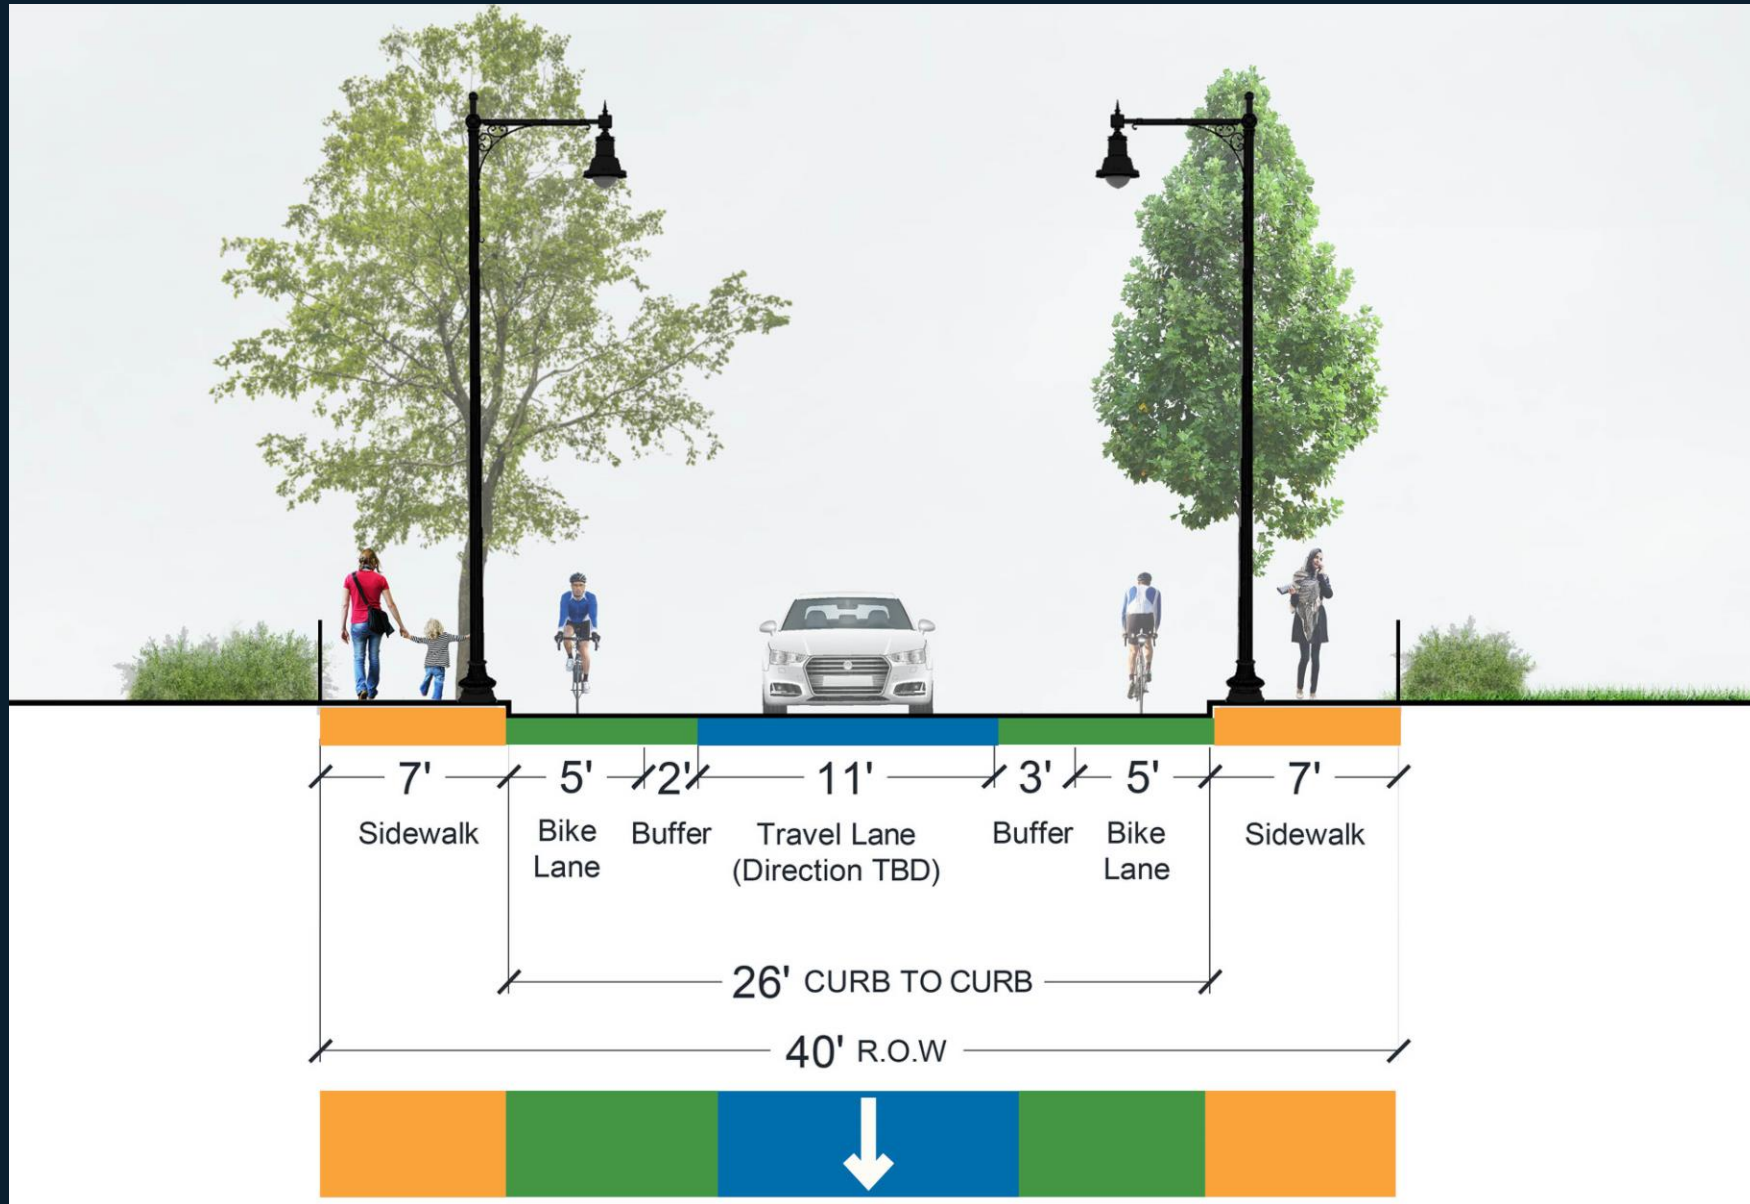 7' 5' 2' 11' 3' 5' 7'
Sidewalk
Bike
Lane
Buffer
Travel Lane
(Direction TBD)
Buffer
Bike
Lane
Sidewalk
26' CURB TO CURB
40' R.O.W